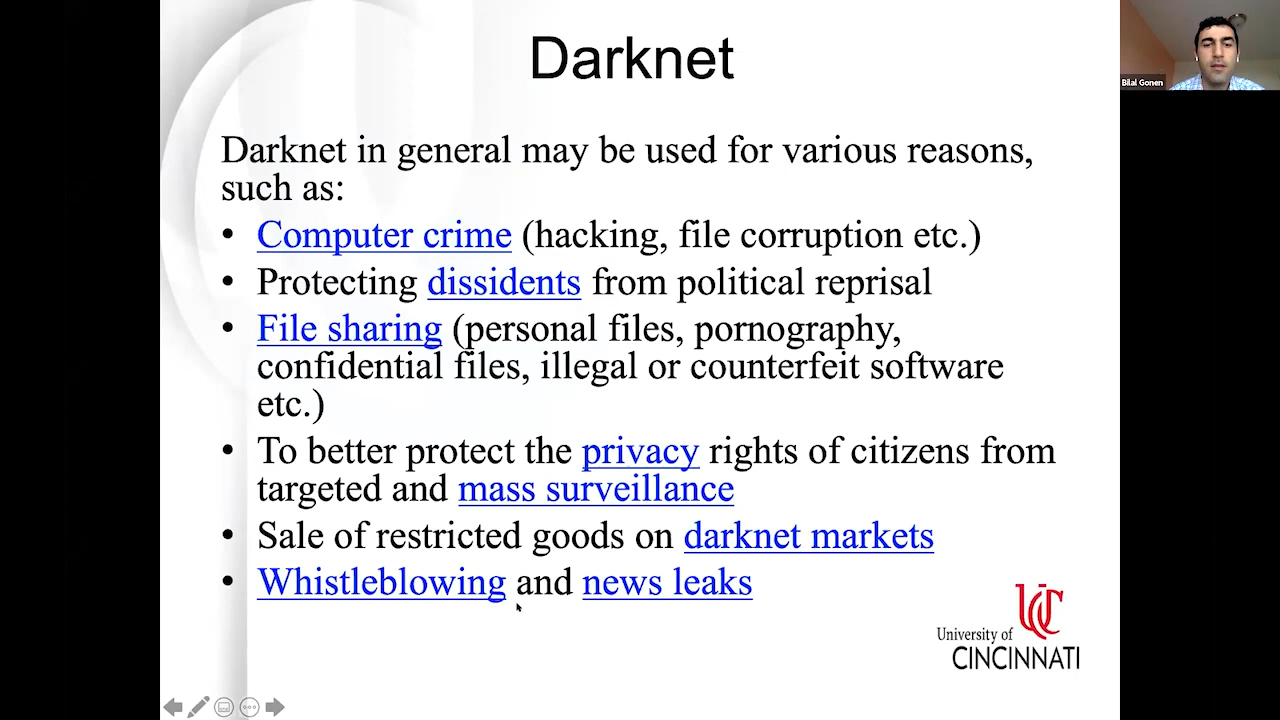 Darknet
Bilal Gonen
Darknet in general may be used for various reasons,
such as:
• Computer crime (hacking, file corruption etc.)
• Protecting dissidents from political reprisal
• File sharing (personal files, pornography,
confidential files, illegal or counterfeit software
etc.)
• To better protect the privacy rights of citizens from
targeted and mass surveillance
• Sale of restricted goods on darknet markets
• Whistleblowing and news leaks
UC
University of
CINCINNATI